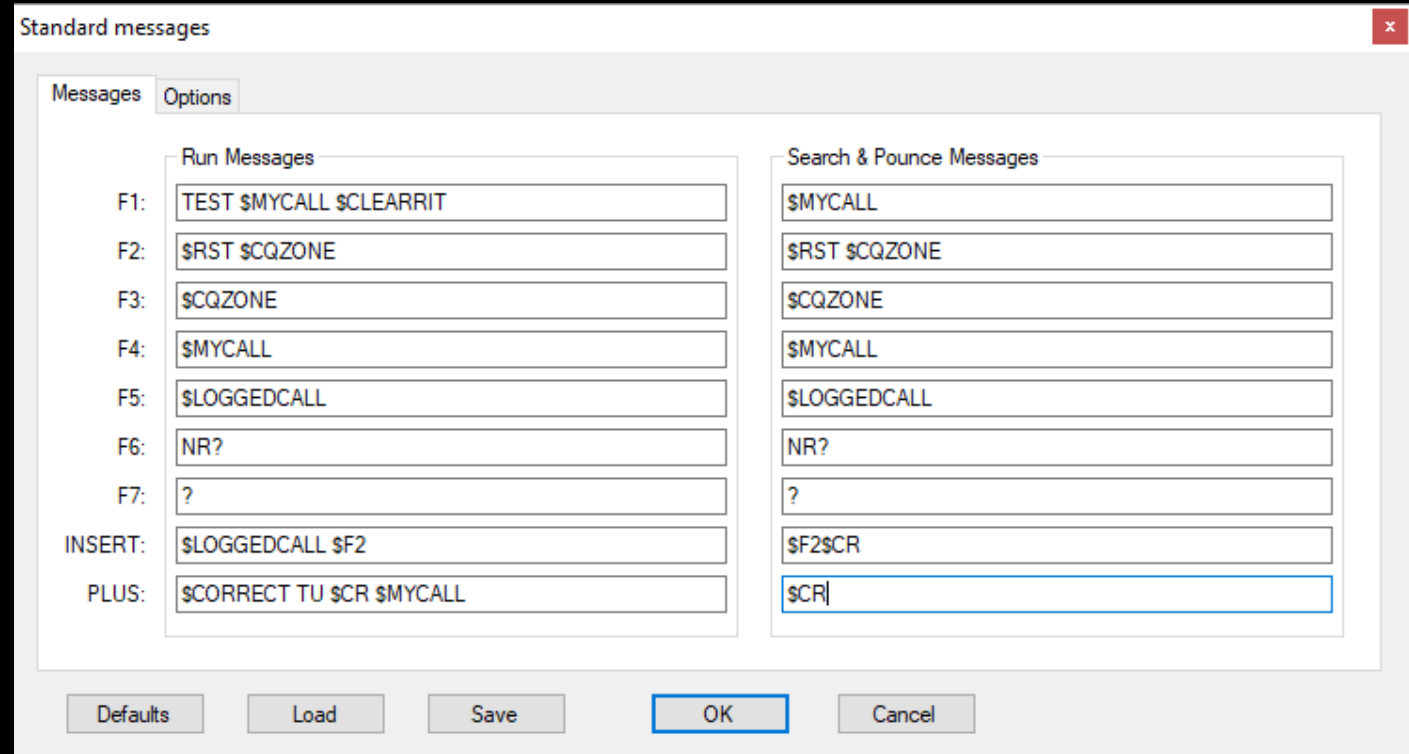 Standard messages
x
Messages Options
Run Messages Search & Pounce Messages
F1: TEST $MYCALL $CLEARRIT $MYCALL
F2: $RST $CQZONE $RST $CQZONE
F3: $CQZONE $CQZONE
F4: $MYCALL $MYCALL
F5: $LOGGEDCALL $LOGGEDCALL
F6: NR? NR?
F7: ? ?
INSERT: $LOGGEDCALL $F2 $F2$CR
PLUS: $CORRECT TU $CR $MYCALL $CR
Defaults Load Save OK Cancel